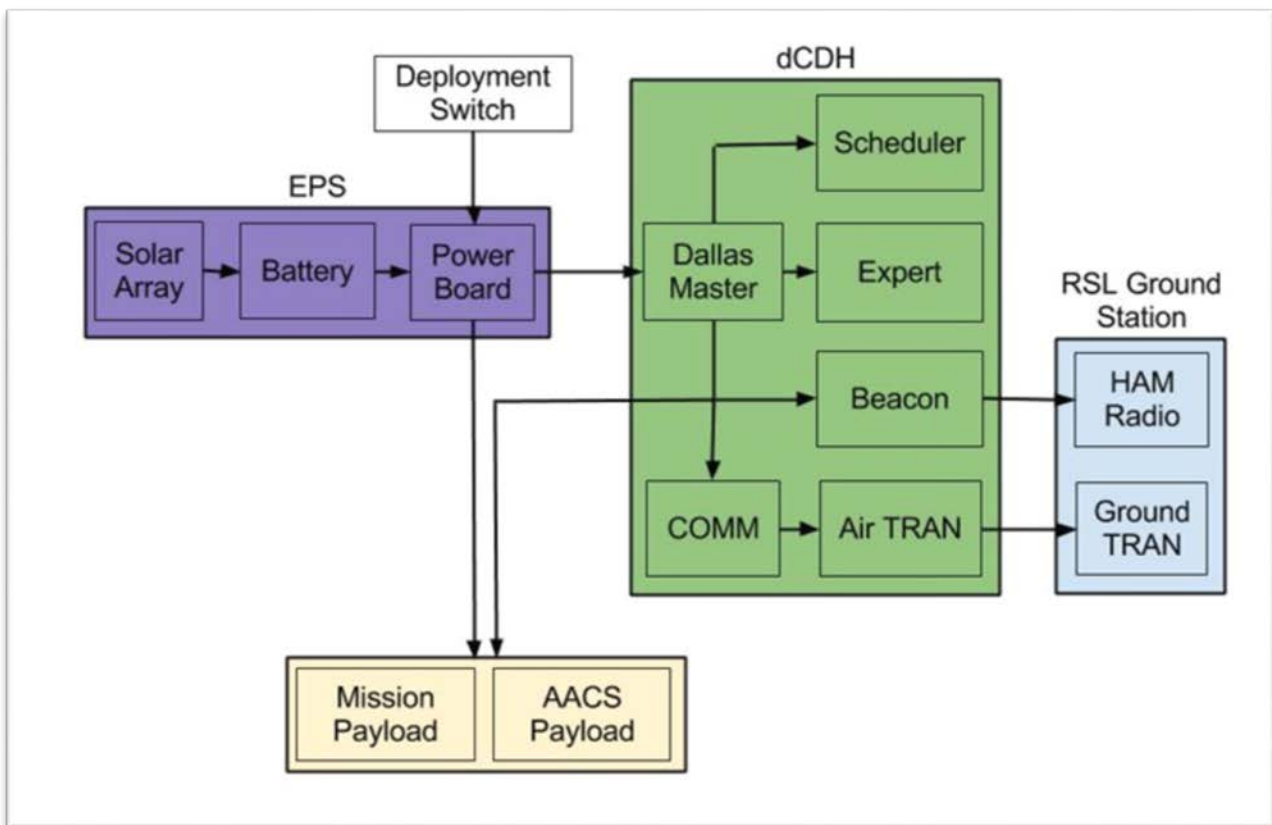 dCDH
Deployment
Switch
Scheduler
EPS
Solar
Array
Battery
Power
Board
Dallas
Master
Expert
RSL Ground
Station
Beacon
HAM
Radio
COMM
Air TRAN
Ground
TRAN
Mission
Payload
AACS
Payload